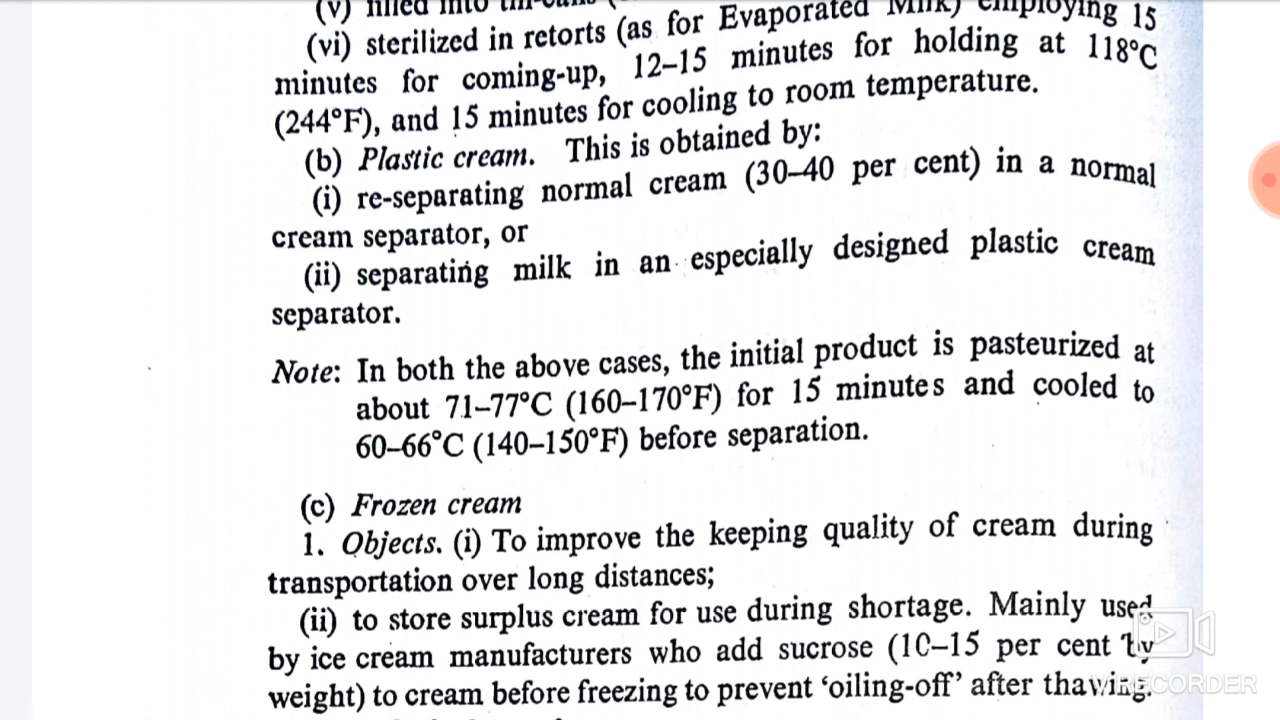 (v) filled into tin-cans
(vi) sterilized in retorts (as for Evaporated Milk) employing 15
minutes for coming-up, 12–15 minutes for holding at 118°C
(244°F), and 15 minutes for cooling to room temperature.
(b) Plastic cream. This is obtained by:
(i) re-separating normal cream (30–40 per cent) in a normal
cream separator, or
(ii) separating milk in an especially designed plastic cream
separator.
Note: In both the above cases, the initial product is pasteurized at
about 71–77°C (160–170°F) for 15 minutes and cooled to
60–66°C (140–150°F) before separation.
(c) Frozen cream
1. Objects. (i) To improve the keeping quality of cream during
transportation over long distances;
(ii) to store surplus cream for use during shortage. Mainly used
by ice cream manufacturers who add sucrose (10–15 per cent by
weight) to cream before freezing to prevent ‘oiling-off’ after thawing.
VIRECORDER